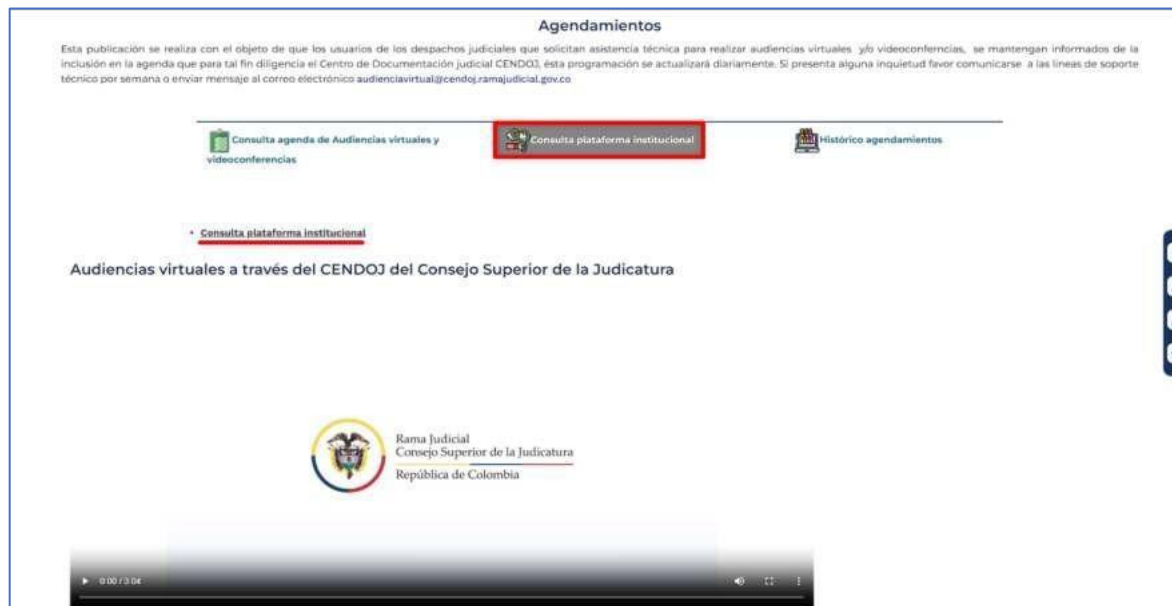 Agendamientos
Esta publicación se realiza con el objeto de que los usuarios de los despachos judiciales que solicitan asistencia técnica para realizar audiencias virtuales y/o videoconferncias, se mantengan informados de la
inclusión en la agenda que para tal fin diligencia el Centro de Documentación judicial CENDOJ, ésta programación se actualizará diariamente. Si presenta alguna inquietud favor comunicarse a las lineas de soporte
técnico por semana o enviar mensaje al correo electrónico audienciavirtual@cendoj.ramajudicial.gov.co
Consulta agenda de Audiencias virtuales y
videoconferencias
Consulta plataforma institucional
Histórico agendamientos
Consulta plataforma institucional
Audiencias virtuales a través del CENDOJ del Consejo Superior de la Judicatura
Rama Judicial
Consejo Superior de la Judicatura
República de Colombia
0:00 / 3:04